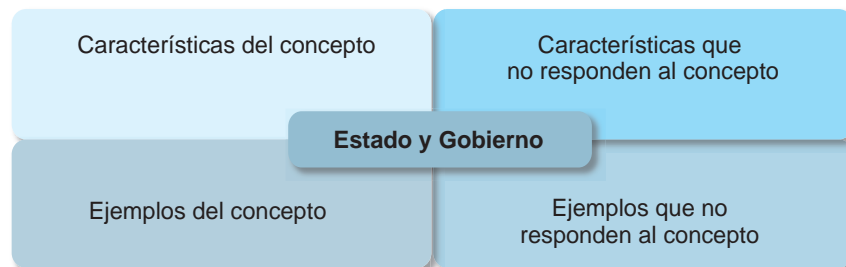 Características del concepto
Características que
no responden al concepto
Estado y Gobierno
Ejemplos del concepto
Ejemplos que no
responden al concepto